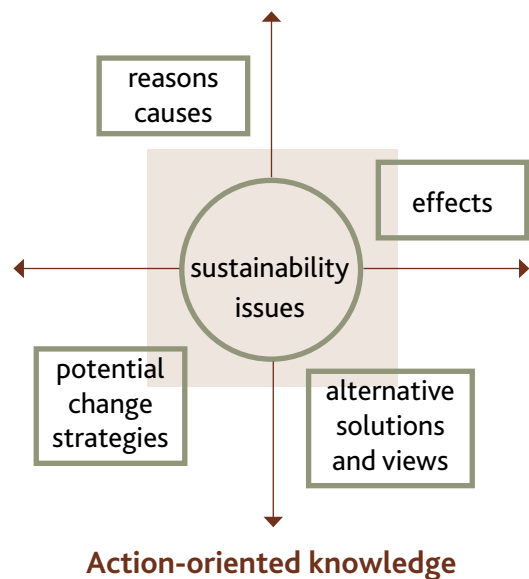 reasons
causes
effects
sustainability
issues
potential
change
strategies
alternative
solutions
and views
Action-oriented knowledge